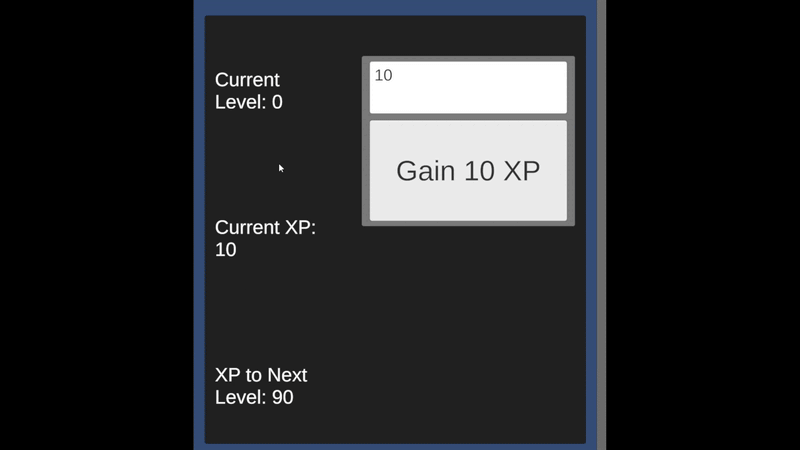 Current
Level: 0
10
Gain 10 XP
Current XP:
10
XP to Next
Level: 90